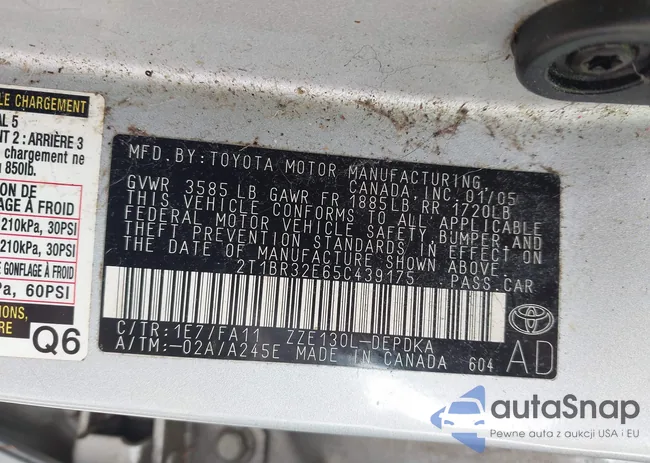 LE CHARGEMENT
AL 5
NT 2 : ARRIÈRE 3
chargement ne
850lb.
ON DE
À FROID
210kPa, 30PSI
210kPa, 30PSI
GONFLAGE À FROID
Pa, 60PSI
IONS,
RE
Q6
MFD. BY: TOYOTA MOTOR MANUFACTURING,
CANADA, INC. 01/05
GVWR 3585 LB GAWR FR 1885LB RR 1720LB
THIS VEHICLE CONFORMS TO ALL APPLICABLE
FEDERAL MOTOR VEHICLE SAFETY, BUMPER, AND
THEFT PREVENTION STANDARDS IN EFFECT ON
THE DATE OF MANUFACTURE SHOWN ABOVE.
2T1BR32E65C439175 PASS. CAR
C/TR: 1E7/FA11 ZZE130L-DEPDKA
A/TM: -02A/A245E MADE IN CANADA 604
AD
autaSnap
Pewne auta z aukcji USA i EU